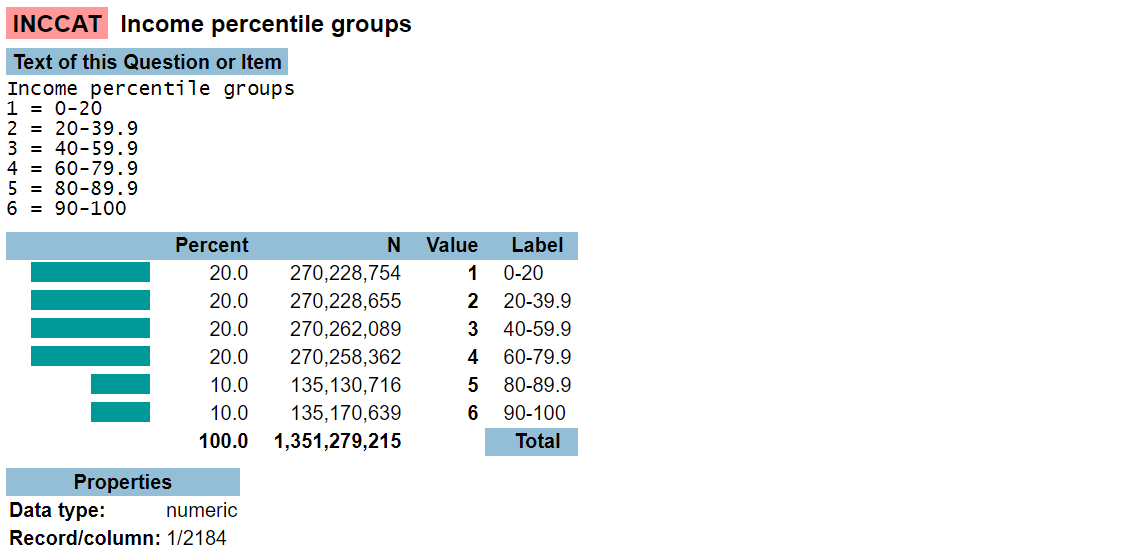 INCCAT Income percentile groups
Text of this Question or Item
Income percentile groups
1 = 0-20
2 = 20-39.9
3 = 40-59.9
4 = 60-79.9
5 = 80-89.9
6 = 90-100
Percent N Value Label
20.0 270,228,754 1 0-20
20.0 270,228,655 2 20-39.9
20.0 270,262,089 3 40-59.9
20.0 270,258,362 4 60-79.9
10.0 135,130,716 5 80-89.9
10.0 135,170,639 6 90-100
100.0 1,351,279,215 Total
Properties
Data type: numeric
Record/column: 1/2184